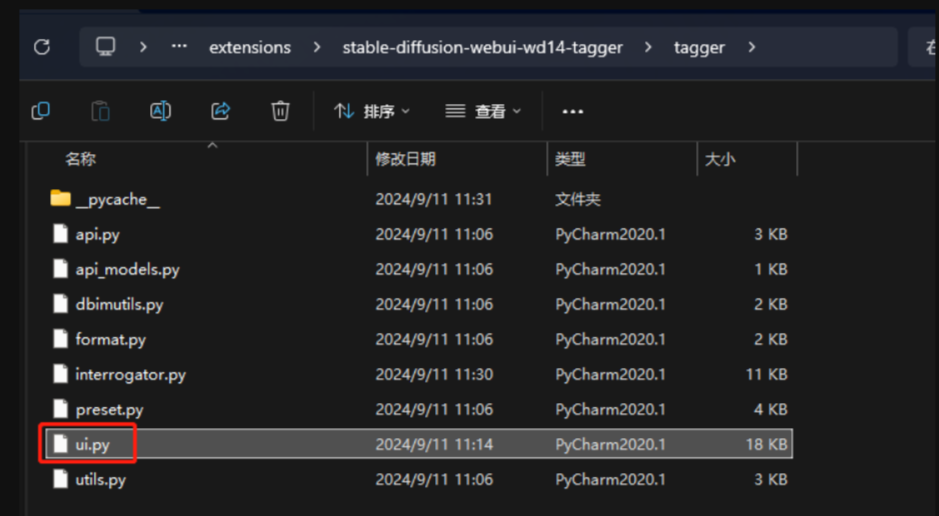 ··· extensions > stable-diffusion-webui-wd14-tagger > tagger >
排序 查看 ···
名称 修改日期 类型 大小
__pycache__ 2024/9/11 11:31 文件夹
api.py 2024/9/11 11:06 PyCharm2020.1 3 KB
api_models.py 2024/9/11 11:06 PyCharm2020.1 1 KB
dbimutils.py 2024/9/11 11:06 PyCharm2020.1 2 KB
format.py 2024/9/11 11:06 PyCharm2020.1 2 KB
interrogator.py 2024/9/11 11:30 PyCharm2020.1 11 KB
preset.py 2024/9/11 11:06 PyCharm2020.1 4 KB
ui.py 2024/9/11 11:14 PyCharm2020.1 18 KB
utils.py 2024/9/11 11:06 PyCharm2020.1 3 KB